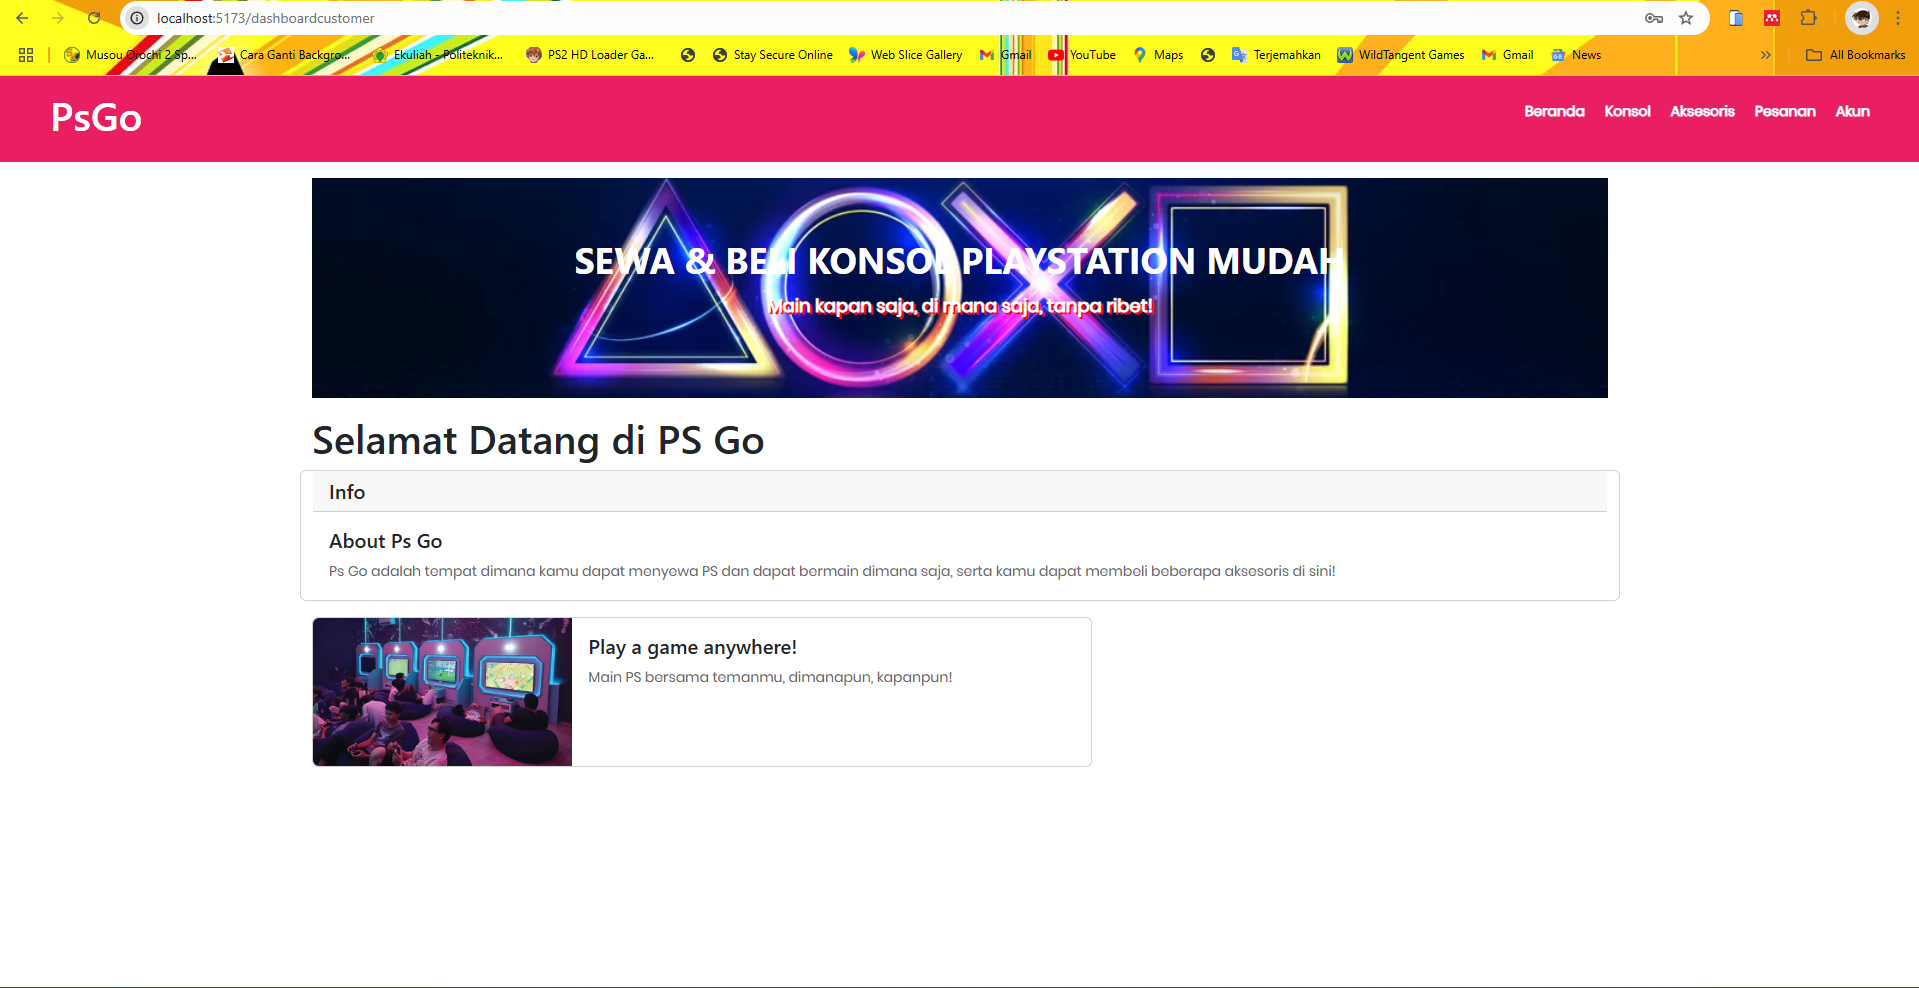 localhost:5173/dashboardcustomer
Musou Orochi 2 Sp... Cara Ganti Backgro... Ekuliah - Politeknik... PS2 HD Loader Ga... Stay Secure Online Web Slice Gallery Gmail YouTube Maps Terjemahkan WildTangent Games Gmail News » All Bookmarks
PsGo
Beranda Konsol Aksesoris Pesanan Akun
SEWA & BELI KONSOL PLAYSTATION MUDAH
Main kapan saja, di mana saja, tanpa ribet!
Selamat Datang di PS Go
Info
About Ps Go
Ps Go adalah tempat dimana kamu dapat menyewa PS dan dapat bermain dimana saja, serta kamu dapat membeli beberapa aksesoris di sini!
Play a game anywhere!
Main PS bersama temanmu, dimanapun, kapanpun!